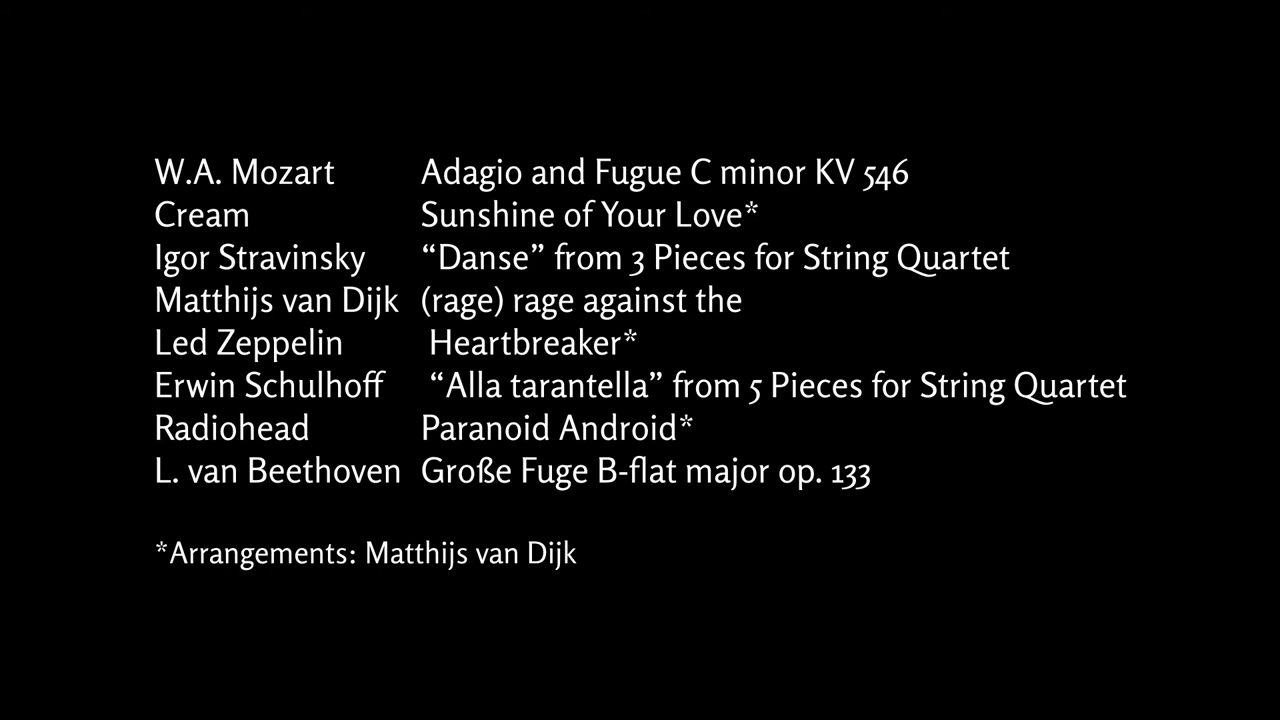 W.A. Mozart Adagio and Fugue C minor KV 546
Cream Sunshine of Your Love*
Igor Stravinsky “Danse” from 3 Pieces for String Quartet
Matthijs van Dijk (rage) rage against the
Led Zeppelin Heartbreaker*
Erwin Schulhoff “Alla tarantella” from 5 Pieces for String Quartet
Radiohead Paranoid Android*
L. van Beethoven Große Fuge B-flat major op. 133
*Arrangements: Matthijs van Dijk